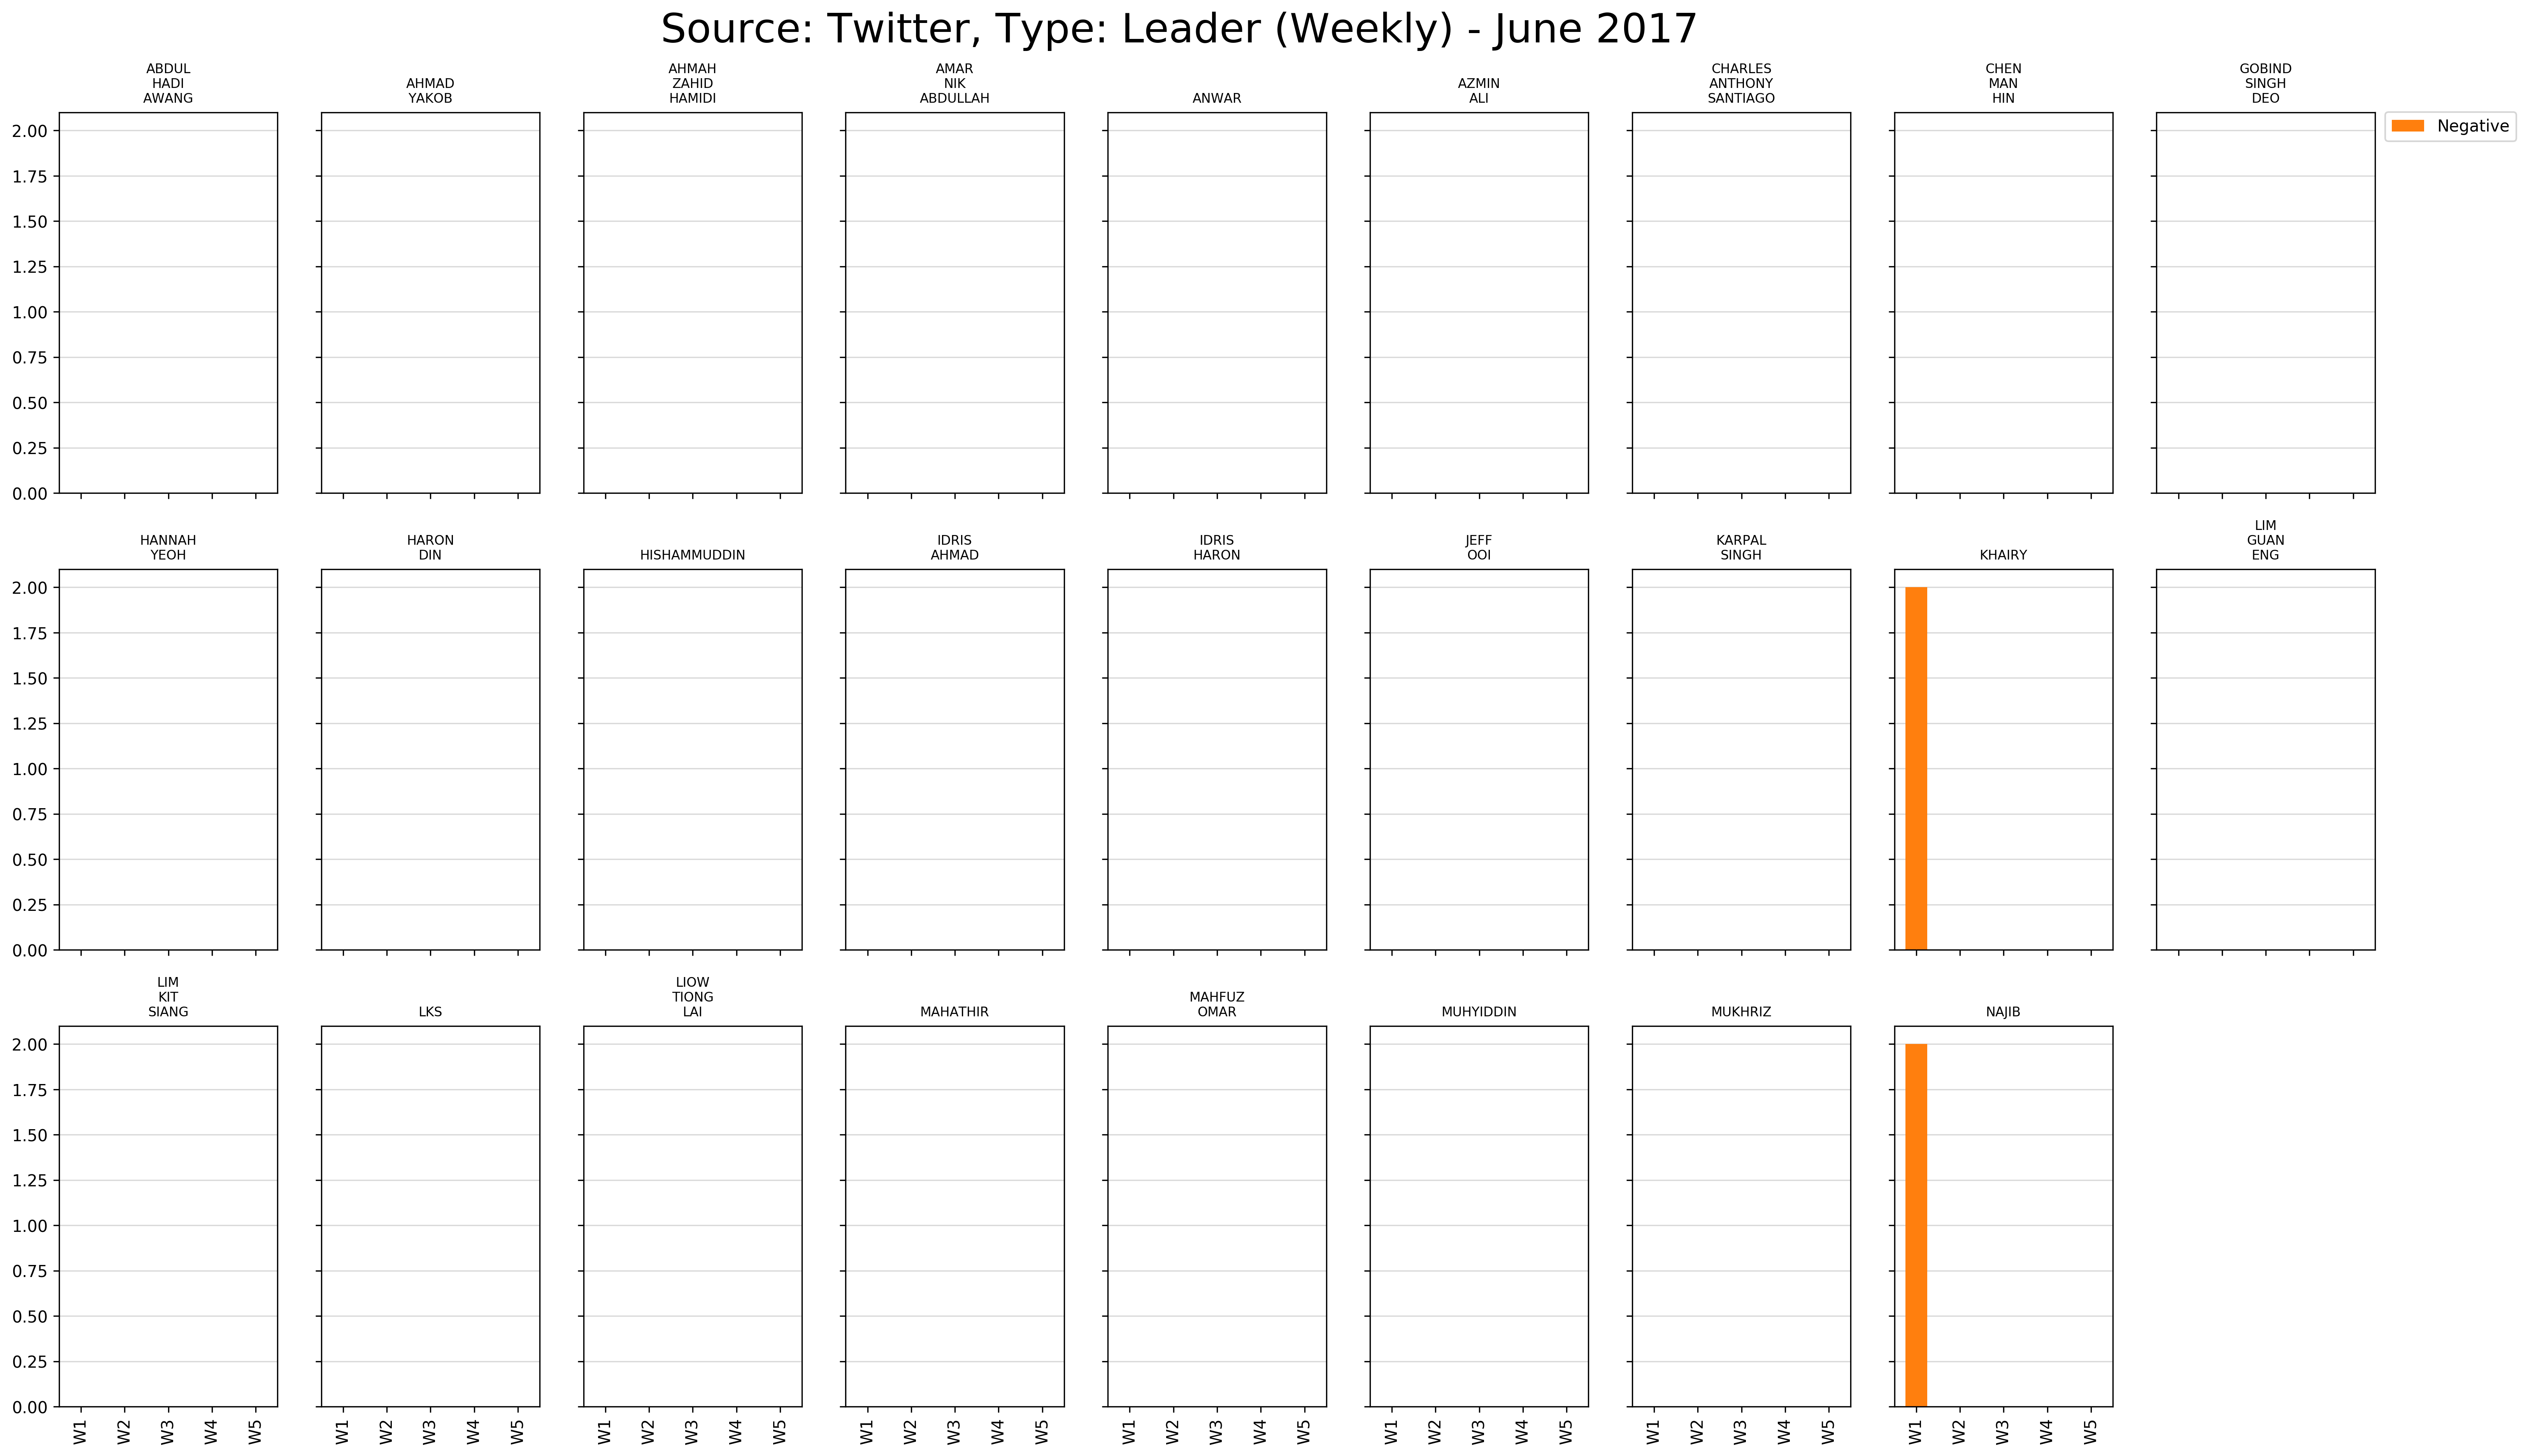 Source: Twitter, Type: Leader (Weekly) - June 2017
ABDUL
HADI
AWANG
AHMAD
YAKOB
AHMAH
ZAHID
HAMIDI
AMAR
NIK
ABDULLAH
ANWAR
AZMIN
ALI
CHARLES
ANTHONY
SANTIAGO
CHEN
MAN
HIN
GOBIND
SINGH
DEO
Negative
2.00
1.75
1.50
1.25
1.00
0.75
0.50
0.25
0.00
HANNAH
YEOH
HARON
DIN
HISHAMMUDDIN
IDRIS
AHMAD
IDRIS
HARON
JEFF
OOI
KARPAL
SINGH
KHAIRY
LIM
GUAN
ENG
2.00
1.75
1.50
1.25
1.00
0.75
0.50
0.25
0.00
LIM
KIT
SIANG
LKS
LIOW
TIONG
LAI
MAHATHIR
MAHFUZ
OMAR
MUHYIDDIN
MUKHRIZ
NAJIB
2.00
1.75
1.50
1.25
1.00
0.75
0.50
0.25
0.00
W1 W2 W3 W4 W5
W1 W2 W3 W4 W5
W1 W2 W3 W4 W5
W1 W2 W3 W4 W5
W1 W2 W3 W4 W5
W1 W2 W3 W4 W5
W1 W2 W3 W4 W5
W1 W2 W3 W4 W5